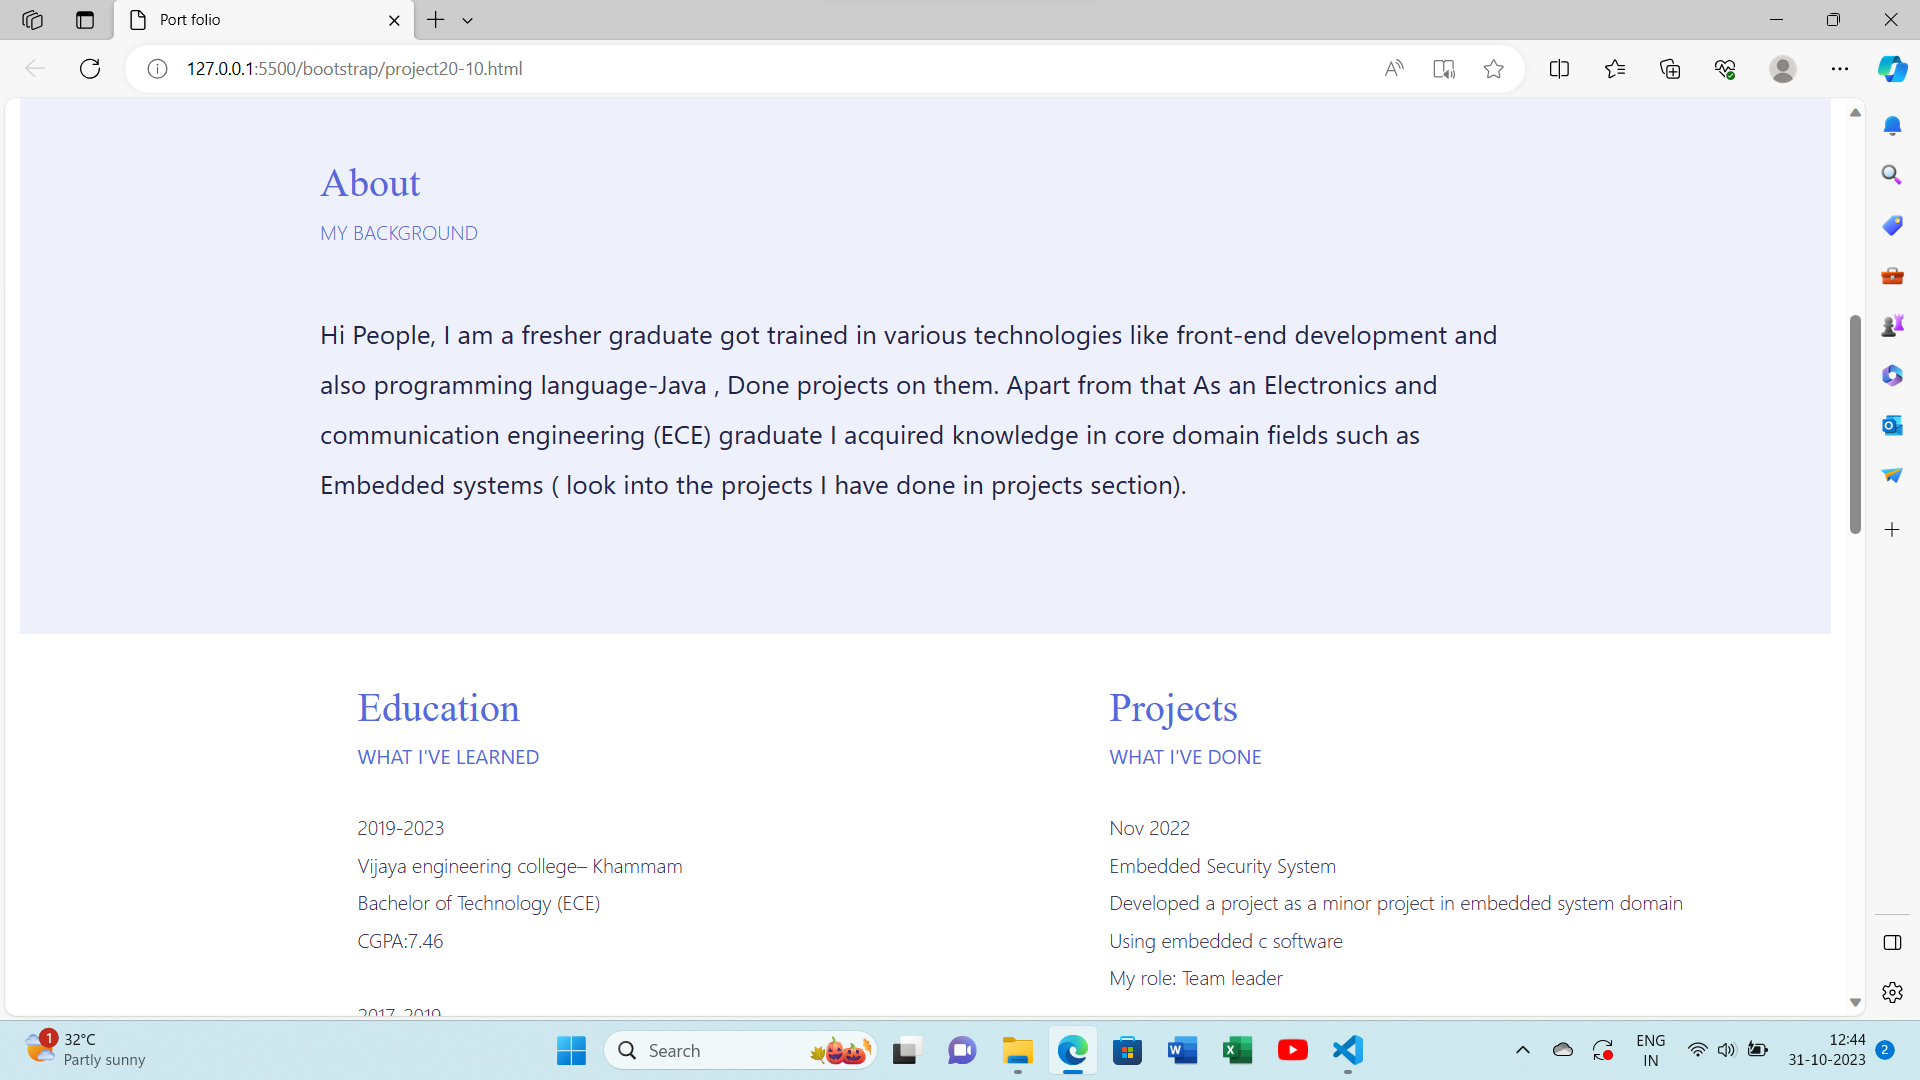 Port folio
127.0.0.1:5500/bootstrap/project20-10.html
About
MY BACKGROUND
Hi People, I am a fresher graduate got trained in various technologies like front-end development and
also programming language-Java , Done projects on them. Apart from that As an Electronics and
communication engineering (ECE) graduate I acquired knowledge in core domain fields such as
Embedded systems ( look into the projects I have done in projects section).
Education
WHAT I'VE LEARNED
2019-2023
Vijaya engineering college– Khammam
Bachelor of Technology (ECE)
CGPA:7.46
2017-2019
Projects
WHAT I'VE DONE
Nov 2022
Embedded Security System
Developed a project as a minor project in embedded system domain
Using embedded c software
My role: Team leader
1
32°C
Partly sunny
Search
ENG
IN
12:44
31-10-2023
2